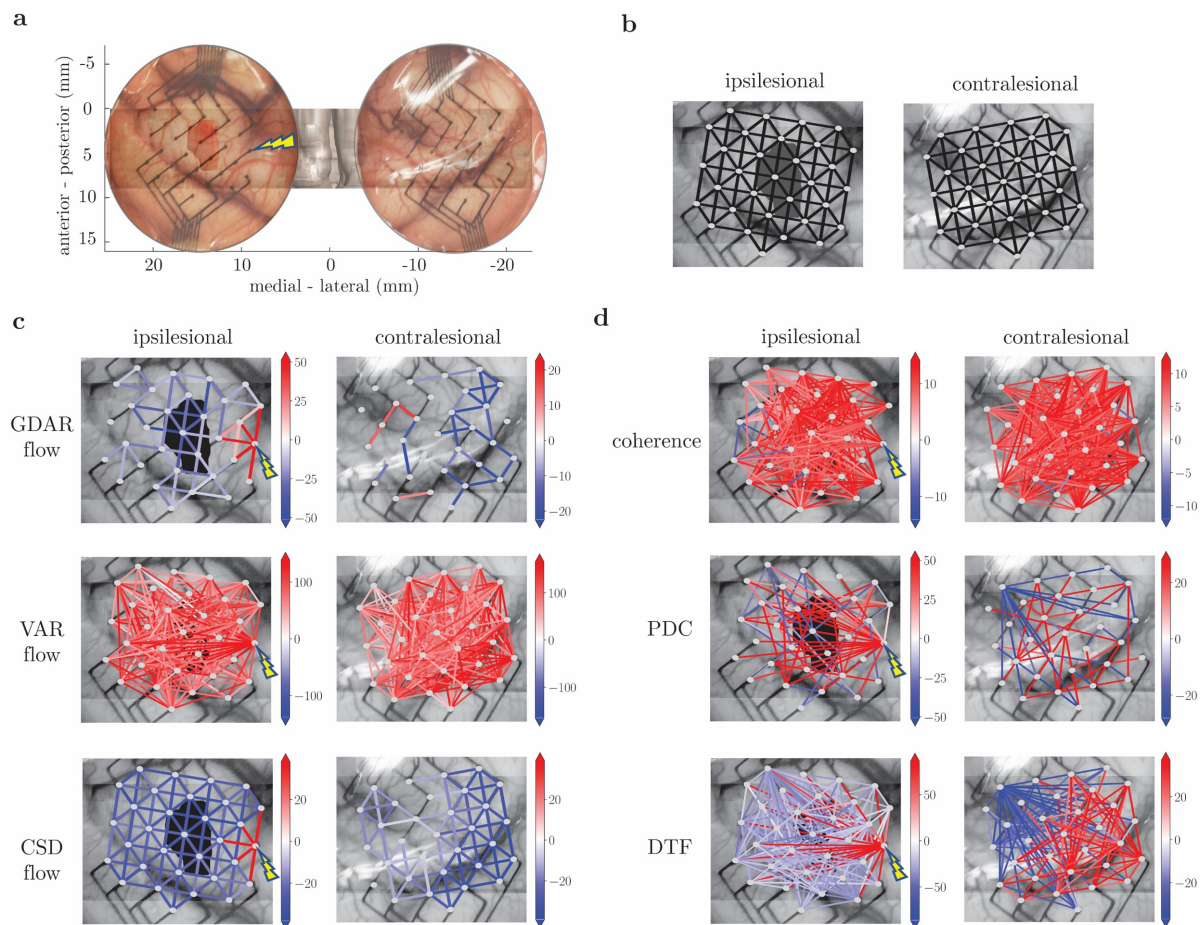 a
b
anterior - posterior (mm)
-5
0
5
10
15
20
10
0
-10
-20
medial - lateral (mm)
ipsilesional
contralesional
c
ipsilesional
contralesional
GDAR
flow
50
25
0
−25
−50
20
10
0
−10
−20
VAR
flow
100
0
−100
100
0
−100
CSD
flow
20
0
−20
20
0
−20
d
ipsilesional
contralesional
coherence
10
0
−10
10
5
0
−5
−10
PDC
50
25
0
−25
−50
20
0
−20
DTF
50
0
−50
20
0
−20